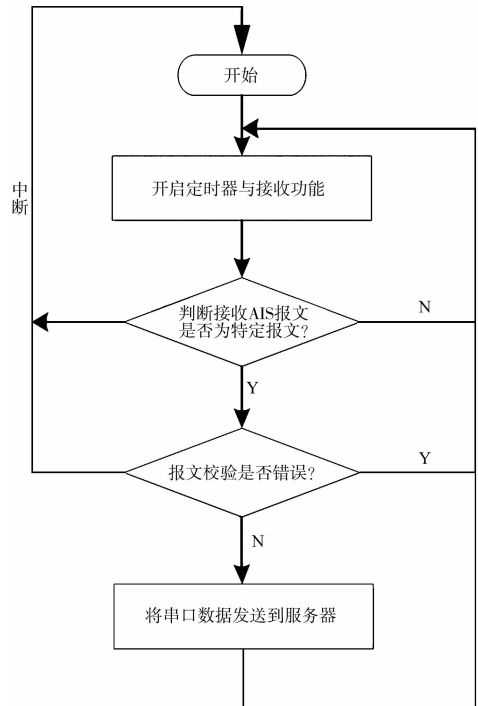 开始
开启定时器与接收功能
中断
判断接收AIS报文
是否为特定报文?
N
Y
报文校验是否错误?
Y
N
将串口数据发送到服务器